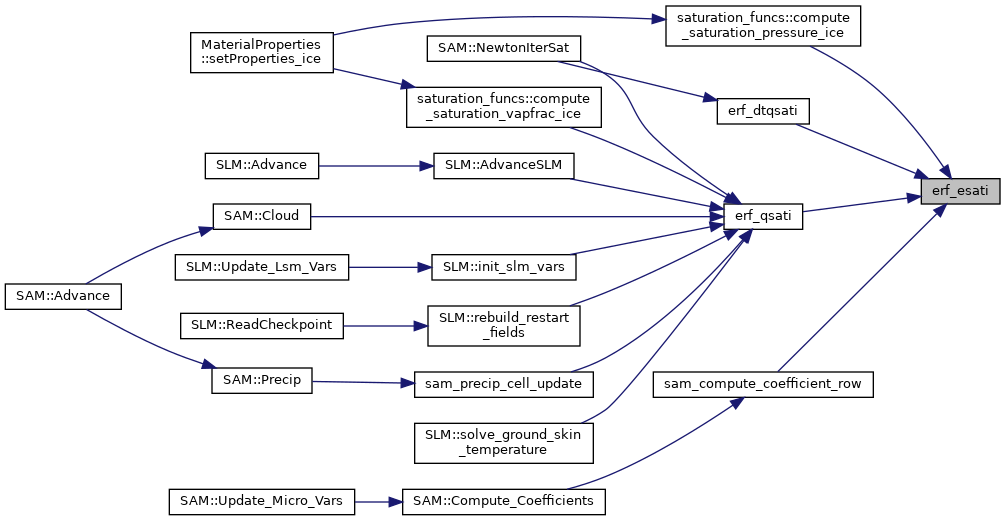 saturation_funcs::compute
_saturation_pressure_ice
MaterialProperties
::setProperties_ice
SAM::NewtonIterSat
saturation_funcs::compute
_saturation_vapfrac_ice
erf_dtqsati
SLM::Advance
SLM::AdvanceSLM
erf_esati
SAM::Cloud
erf_qsati
SLM::Update_Lsm_Vars
SLM::init_slm_vars
SAM::Advance
SLM::ReadCheckpoint
SLM::rebuild_restart
_fields
SAM::Precip
sam_precip_cell_update
sam_compute_coefficient_row
SLM::solve_ground_skin
_temperature
SAM::Update_Micro_Vars
SAM::Compute_Coefficients